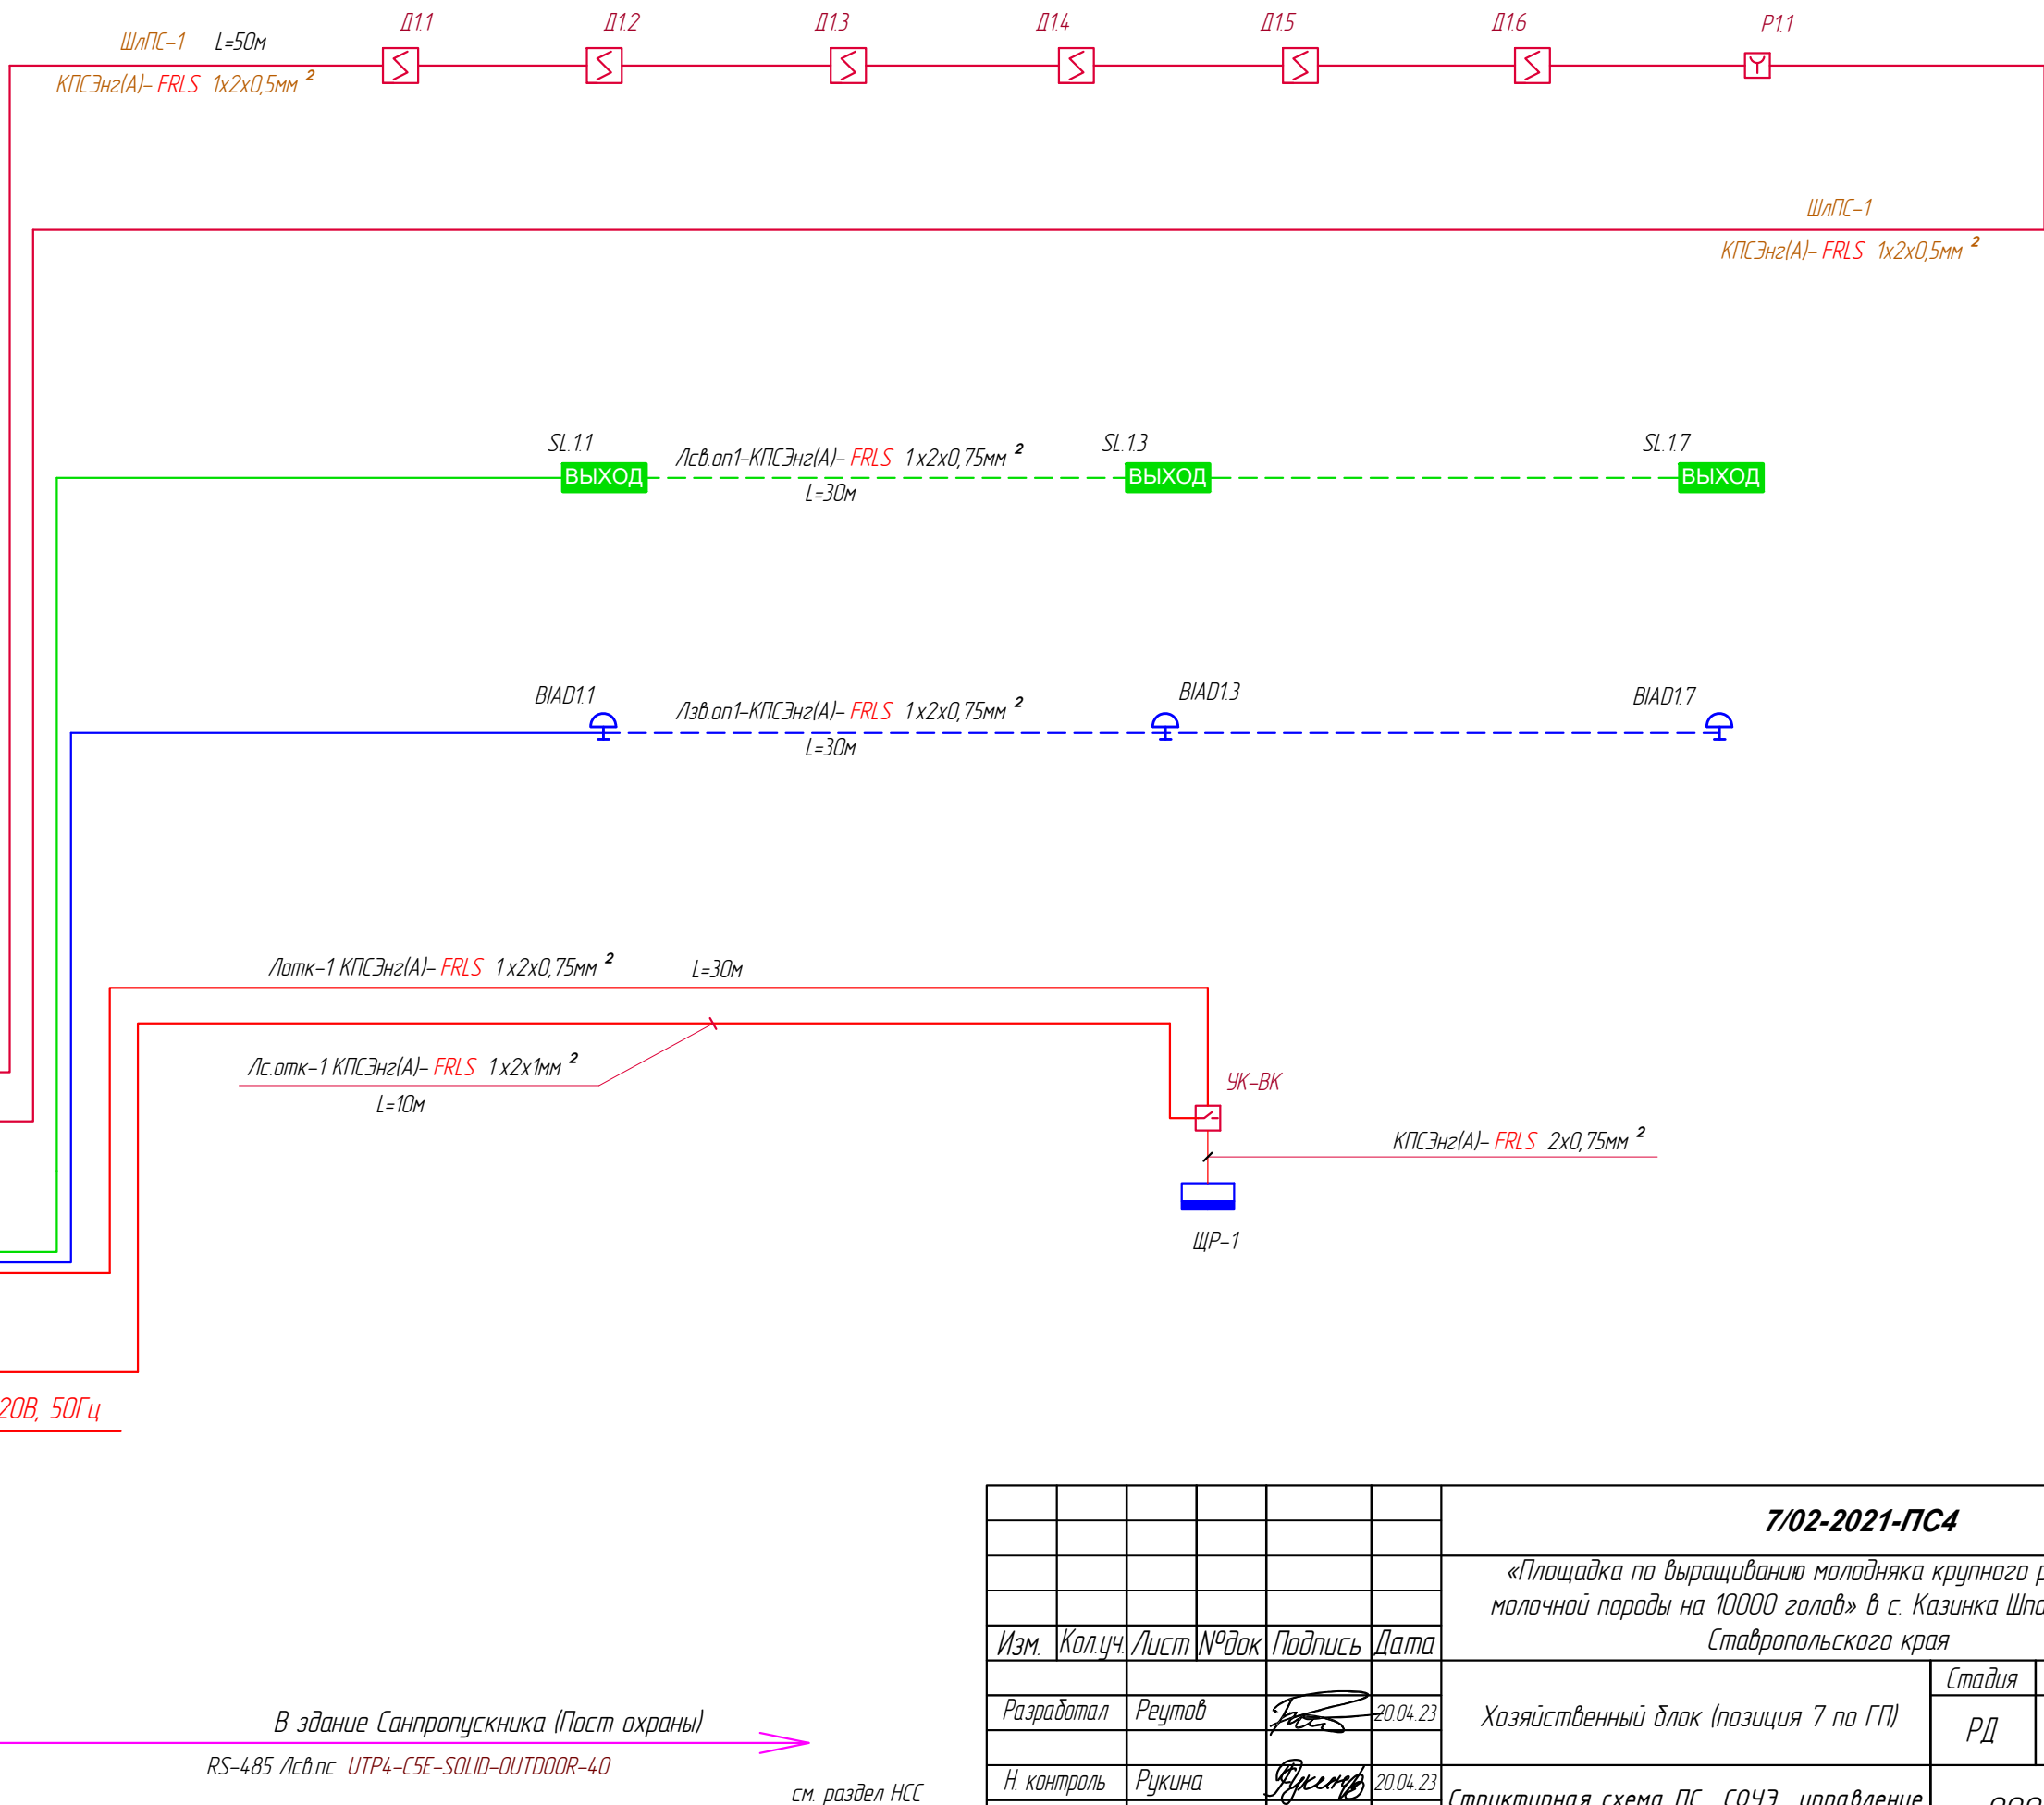 Д1.1 Д1.2 Д1.3 Д1.4 Д1.5 Д1.6 Р1.1
ШлПС-1 L=50м
КПСЭнг(А)- FRLS 1х2х0,5мм ²
ШлПС-1
КПСЭнг(А)- FRLS 1х2х0,5мм ²
SL.1.1 SL.1.3 SL.1.7
Лсв.оп1-КПСЭнг(А)- FRLS 1х2х0,75мм ²
ВЫХОД ВЫХОД ВЫХОД
L=30м
BIAD1.1 BIAD1.3 BIAD1.7
Лзв.оп1-КПСЭнг(А)- FRLS 1х2х0,75мм ²
L=30м
Лотк-1 КПСЭнг(А)- FRLS 1х2х0,75мм ² L=30м
Лс.отк-1 КПСЭнг(А)- FRLS 1х2х1мм ²
L=10м
УК-ВК
КПСЭнг(А)- FRLS 2х0,75мм ²
ЩР-1
20В, 50Гц
7/02-2021-ПС4
«Площадка по выращиванию молодняка крупного р
молочной породы на 10000 голов» в с. Казинка Шпа
Ставропольского края
Изм. Кол.уч. Лист №док Подпись Дата
Стадия
Разработал Реутов 20.04.23
Хозяйственный блок (позиция 7 по ГП)
РД
Н. контроль Рукина 20.04.23
Структурная схема ПС, СОУЭ, управление
В здание Санпропускника (Пост охраны)
RS-485 Лсв.пс UTP4-C5E-SOLID-OUTDOOR-40
см. раздел НСС